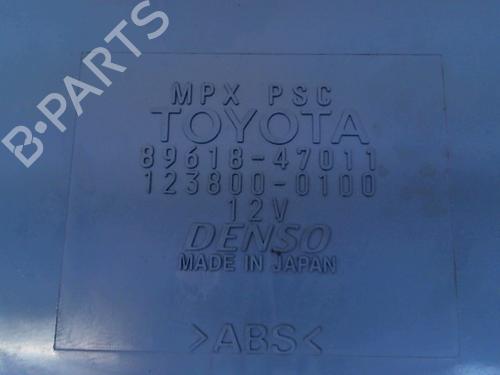 B-PARTS
MPX PSC
TOYOTA
89618-47011
123800-0100
12V
DENSO
MADE IN JAPAN
>ABS<